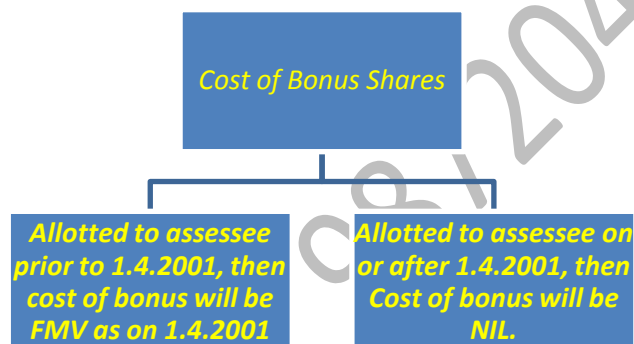 Cost of Bonus Shares
Allotted to assessee
prior to 1.4.2001, then
cost of bonus will be
FMV as on 1.4.2001
Allotted to assessee on
or after 1.4.2001, then
Cost of bonus will be
NIL.